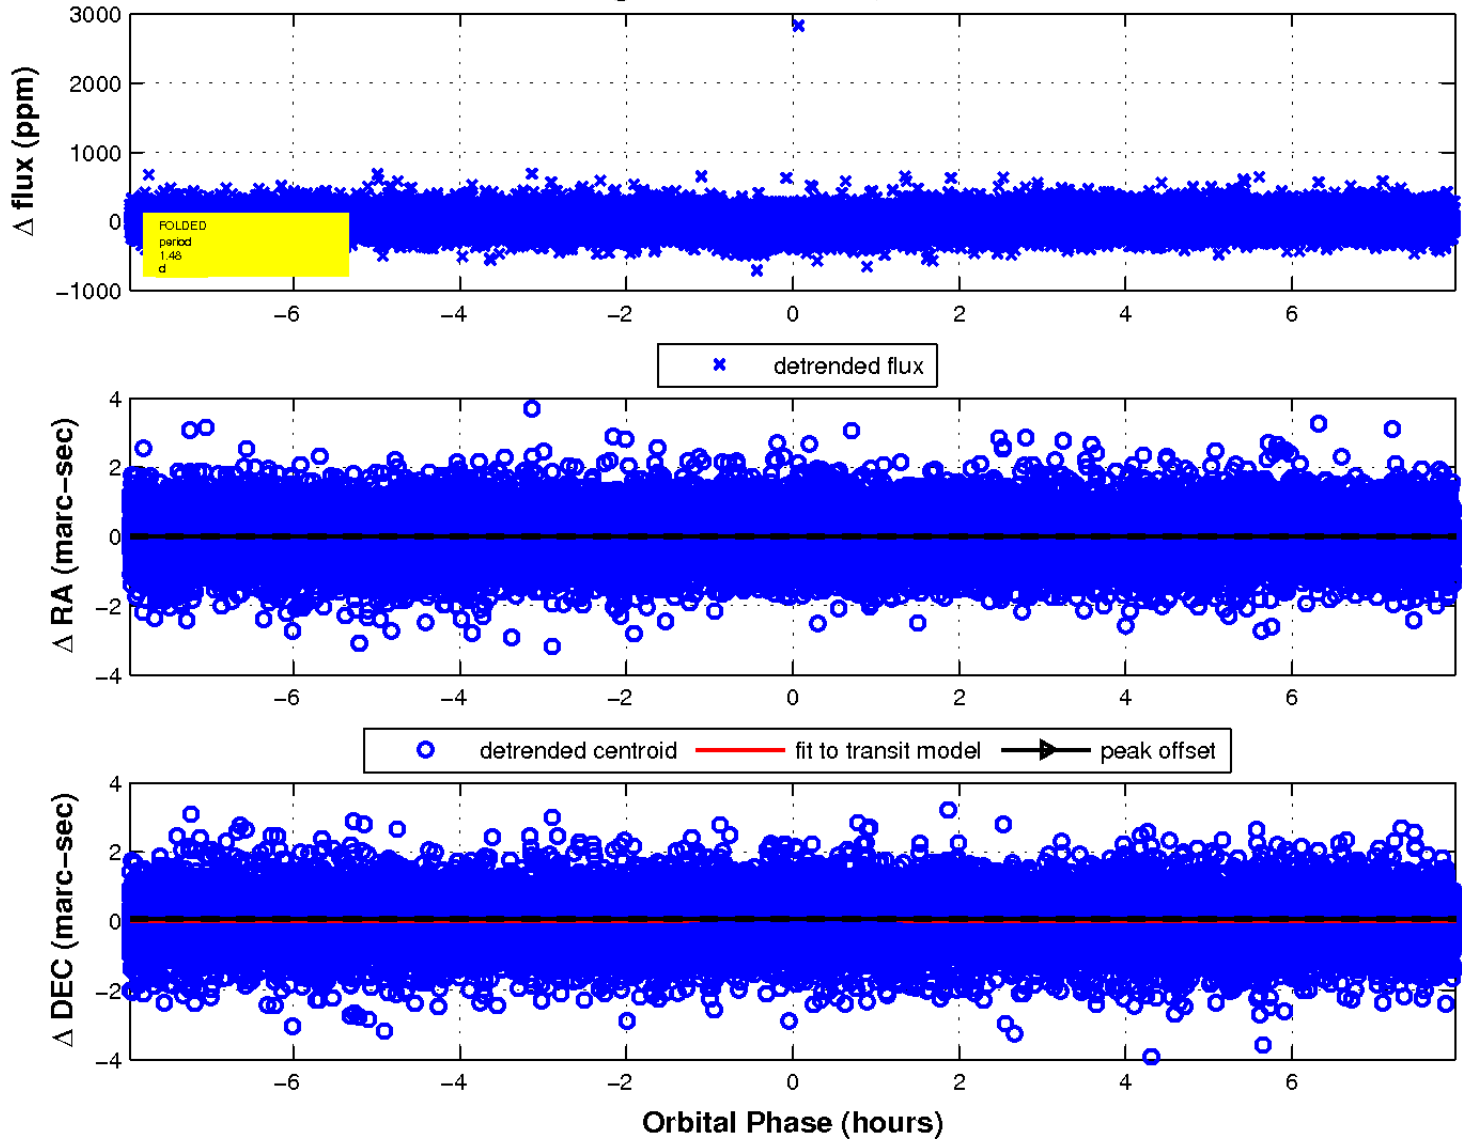 3000
2000
1000
0
−1000
Δ flux (ppm)
FOLDED
period
1.48
d
−6 −4 −2 0 2 4 6
detrended flux
4
2
0
−2
−4
Δ RA (marc−sec)
−6 −4 −2 0 2 4 6
detrended centroid fit to transit model peak offset
4
2
0
−2
−4
Δ DEC (marc−sec)
−6 −4 −2 0 2 4 6
Orbital Phase (hours)